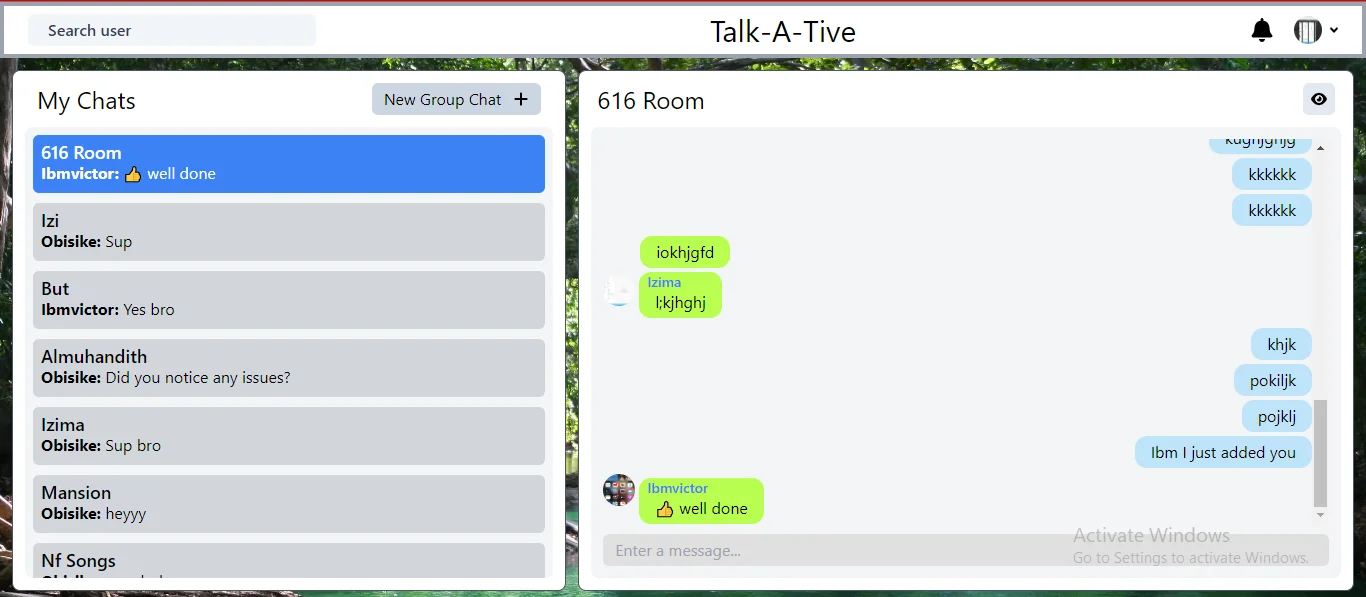 Search user
Talk-A-Tive
My Chats
New Group Chat +
616 Room
Ibmvictor: 👍 well done
Izi
Obisike: Sup
But
Ibmvictor: Yes bro
Almuhandith
Obisike: Did you notice any issues?
Izima
Obisike: Sup bro
Mansion
Obisike: heyyy
Nf Songs
616 Room
kkkkkk
kkkkkk
iokhjgfd
Izima
l;kjhghj
khjk
pokiljk
pojklj
Ibm I just added you
Ibmvictor
👍 well done
Enter a message...
Activate Windows
Go to Settings to activate Windows.